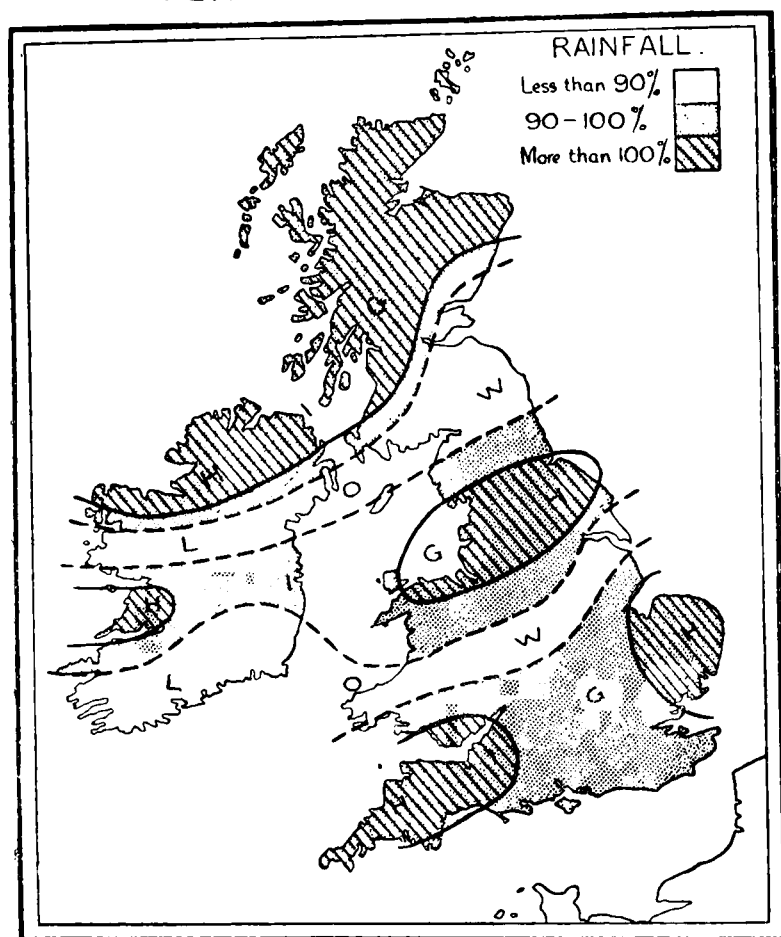 RAINFALL.
Less than 90%
90-100%
More than 100%
H I G
L O W
H I G H
L O W
H G H